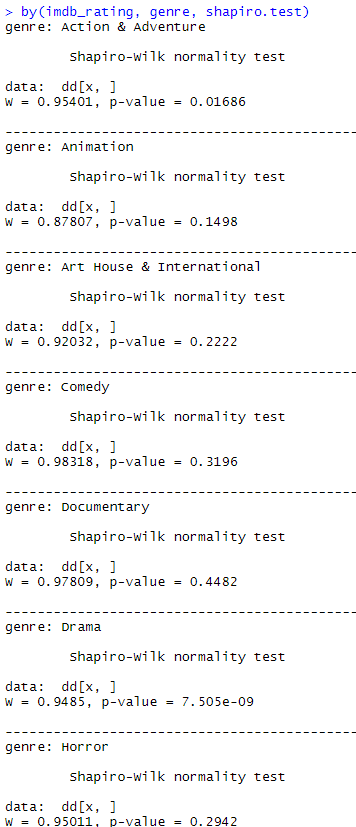 > by(imdb_rating, genre, shapiro.test)
genre: Action & Adventure
Shapiro-Wilk normality test
data:  dd[x, ]
W = 0.95401, p-value = 0.01686
--------------------------------------------
genre: Animation
Shapiro-Wilk normality test
data:  dd[x, ]
W = 0.87807, p-value = 0.1498
--------------------------------------------
genre: Art House & International
Shapiro-Wilk normality test
data:  dd[x, ]
W = 0.92032, p-value = 0.2222
--------------------------------------------
genre: Comedy
Shapiro-Wilk normality test
data:  dd[x, ]
W = 0.98318, p-value = 0.3196
--------------------------------------------
genre: Documentary
Shapiro-Wilk normality test
data:  dd[x, ]
W = 0.97809, p-value = 0.4482
--------------------------------------------
genre: Drama
Shapiro-Wilk normality test
data:  dd[x, ]
W = 0.9485, p-value = 7.505e-09
--------------------------------------------
genre: Horror
Shapiro-Wilk normality test
data:  dd[x, ]
W = 0.95011, p-value = 0.2942